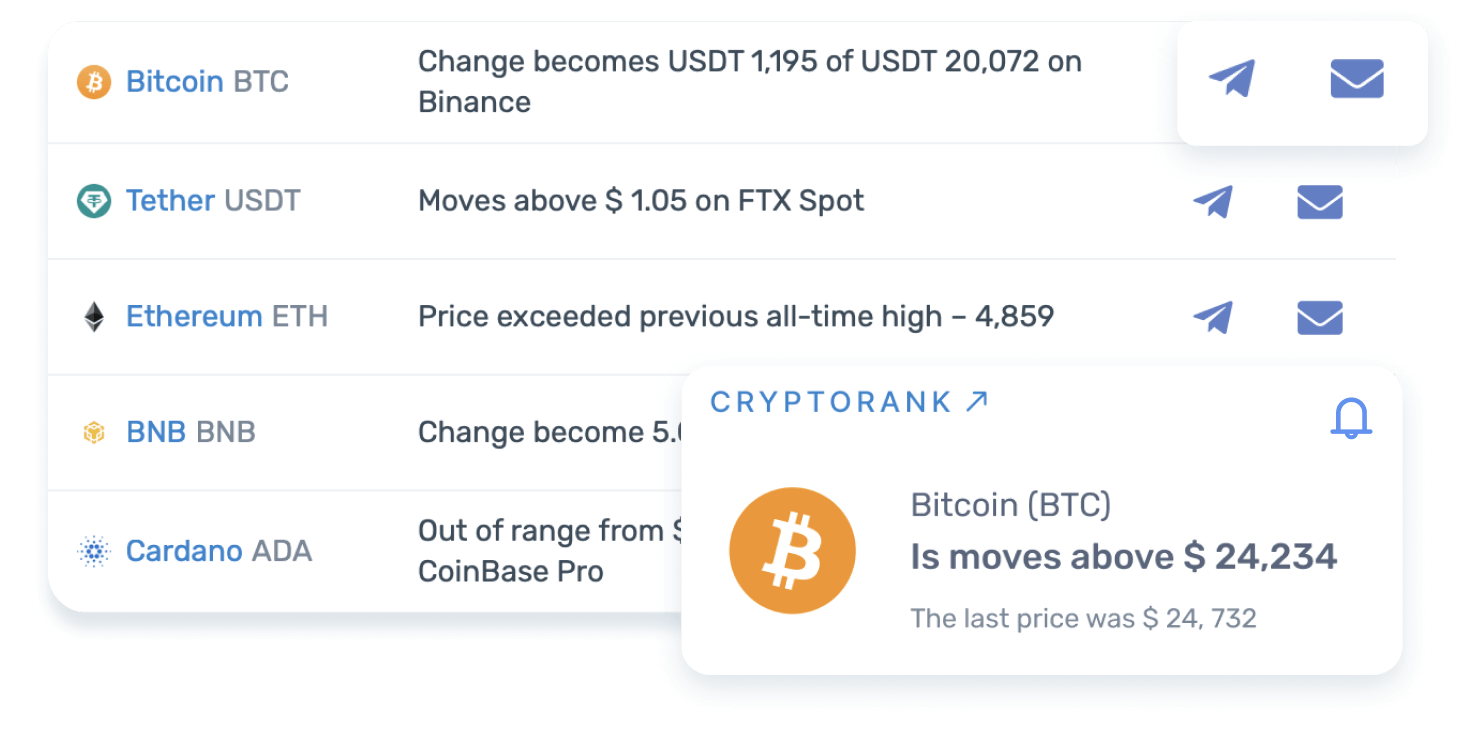 Bitcoin BTC
Change becomes USDT 1,195 of USDT 20,072 on
Binance
Tether USDT
Moves above $ 1.05 on FTX Spot
Ethereum ETH
Price exceeded previous all-time high – 4,859
BNB BNB
Change become
Cardano ADA
Out of range from
CoinBase Pro
CRYPTORANK
Bitcoin (BTC)
Is moves above $ 24,234
The last price was $ 24, 732